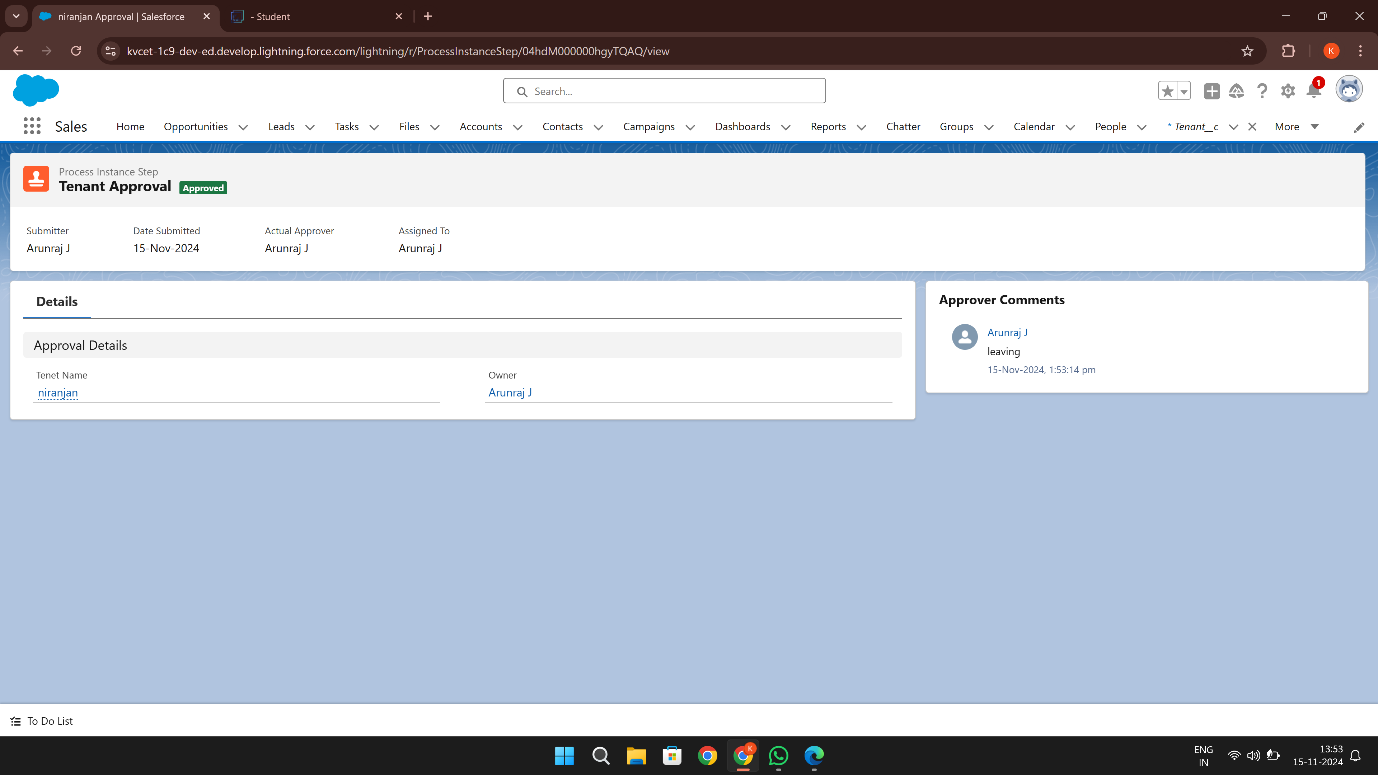 niranjan Approval | Salesforce
- Student
kvcet-1c9-dev-ed.develop.lightning.force.com/lightning/r/ProcessInstanceStep/04hdM000000hgyTQAQ/view
K
Search...
1
Sales Home Opportunities Leads Tasks Files Accounts Contacts Campaigns Dashboards Reports Chatter Groups Calendar People * Tenant__c More
Process Instance Step
Tenant Approval Approved
Submitter Date Submitted Actual Approver Assigned To
Arunraj J 15-Nov-2024 Arunraj J Arunraj J
Details
Approval Details
Tenet Name Owner
niranjan Arunraj J
Approver Comments
Arunraj J
leaving
15-Nov-2024, 1:53:14 pm
To Do List
K
ENG 13:53
IN 15-11-2024